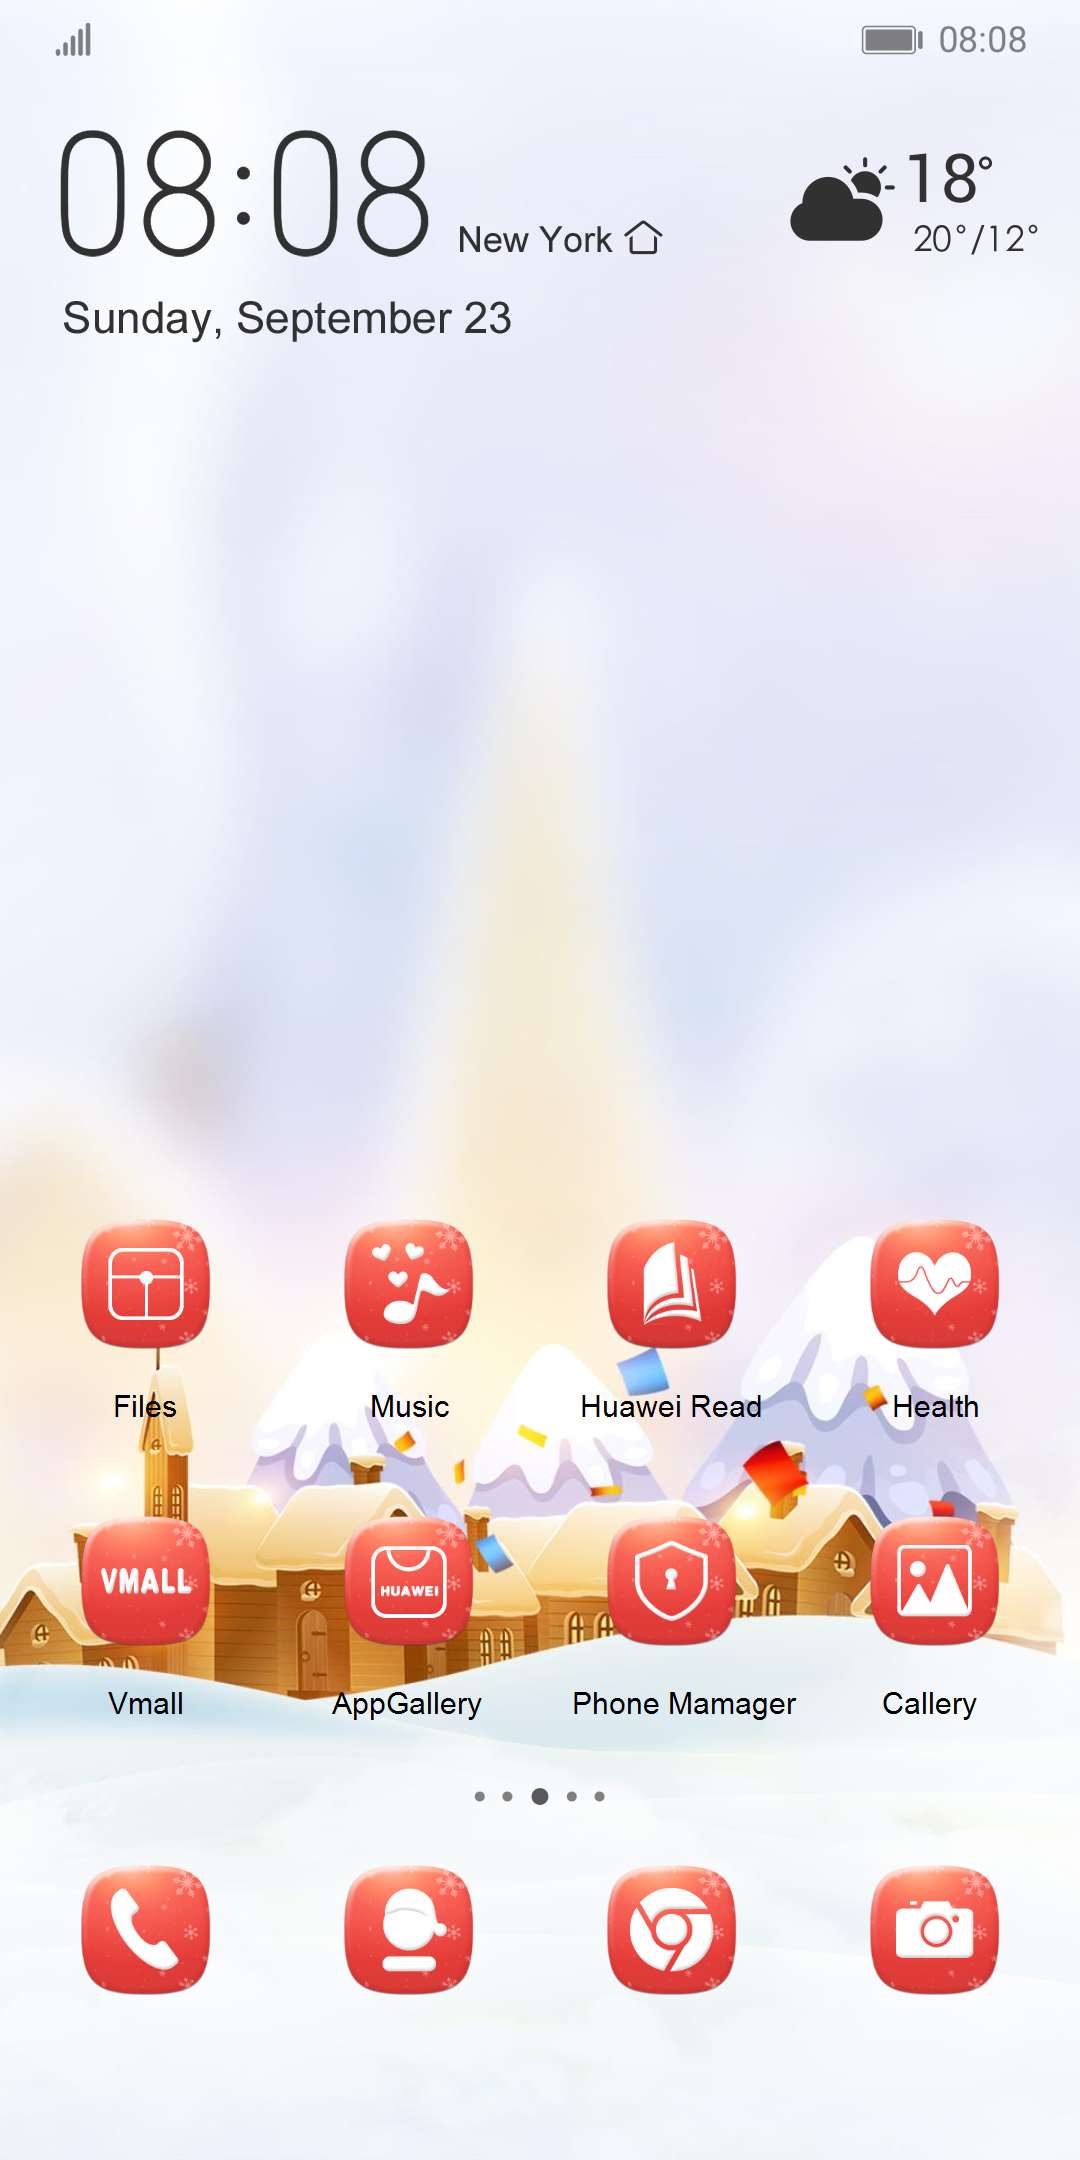 08:08
08:08 New York 18°
20°/12°
Sunday, September 23
Files Music Huawei Read Health
VMALL HUAWEI
Vmall AppGallery Phone Mamager Callery